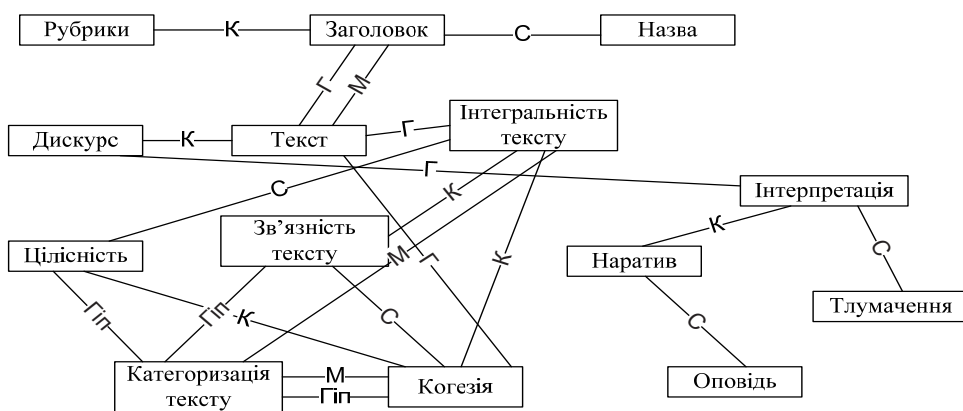 Рубрики
К
Заголовок
С
Назва
Г
М
Інтегральність
тексту
Дискурс
К
Текст
Г
Г
С
К
Інтерпретація
Зв’язність
тексту
К
С
Цілісність
М
Г
К
Наратив
Тлумачення
Гіп
К
Гіп
С
С
Категоризація
тексту
М
Гіп
Когезія
Оповідь